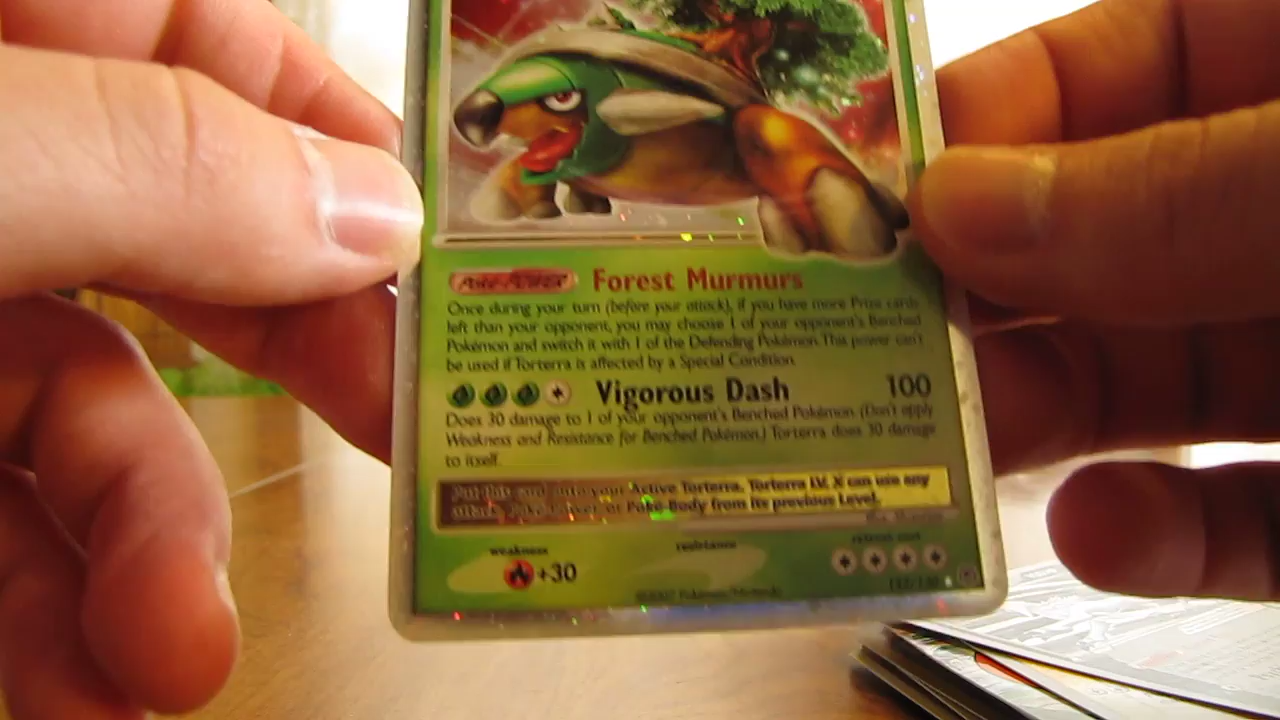 Poké-POWER Forest Murmurs
Once during your turn (before your attack), if you have more Prize cards
left than your opponent, you may choose 1 of your opponent's Benched
Pokémon and switch it with 1 of the Defending Pokémon. This power can't
be used if Torterra is affected by a Special Condition.
Vigorous Dash 100
Does 30 damage to 1 of your opponent's Benched Pokémon. (Don't apply
Weakness and Resistance for Benched Pokémon.) Torterra does 30 damage
to itself.
Put this card onto your Active Torterra. Torterra LV. X can use any
attack, Poké-Power, or Poké-Body from its previous Level.
weakness
resistance
retreat cost
+30
©2007 Pokémon/Nintendo